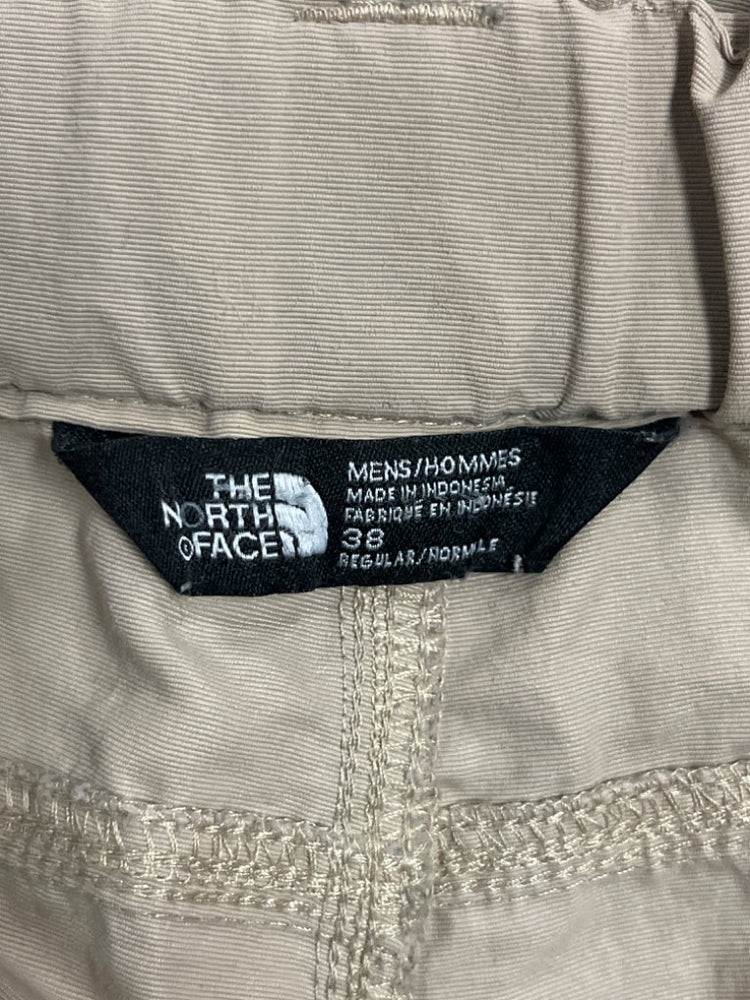 THE
NORTH
FACE
MENS/HOMMES
MADE IN INDONESIA
FABRIQUE EN INDONÉSIE
38
REGULAR/NORMALE